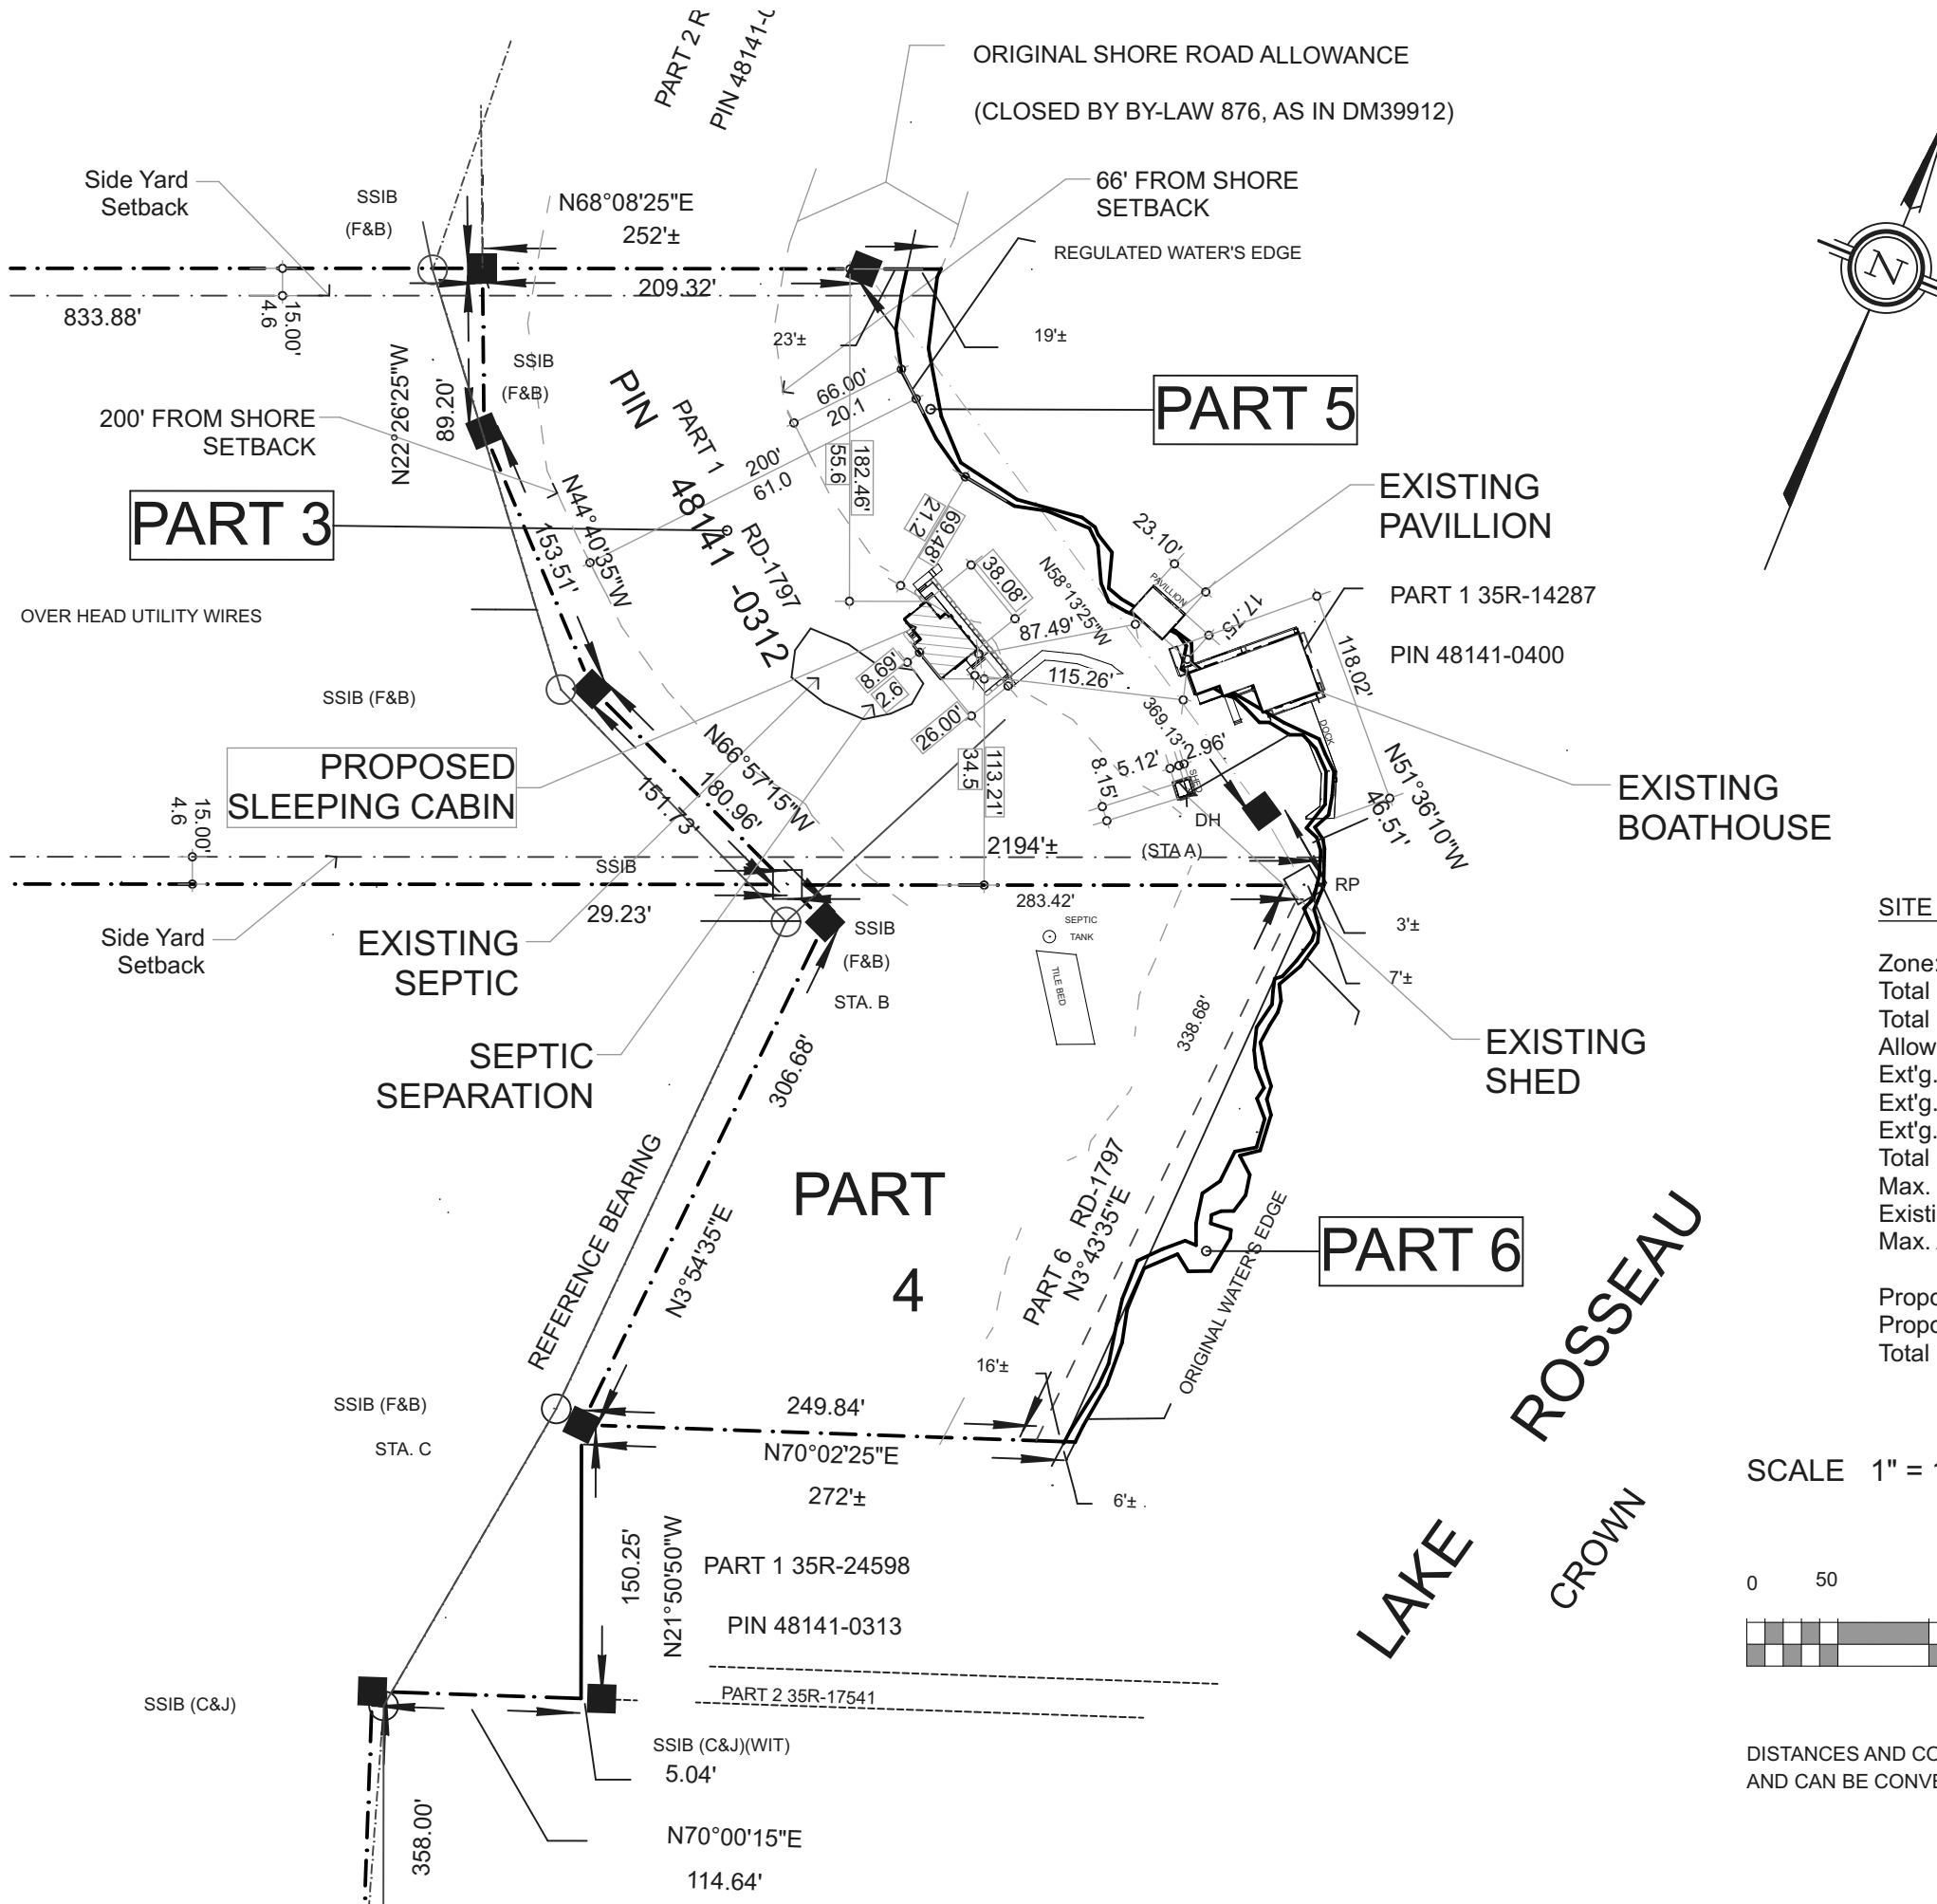 PART 2 R
PIN 48141-0
ORIGINAL SHORE ROAD ALLOWANCE
(CLOSED BY BY-LAW 876, AS IN DM39912)
Side Yard
Setback
SSIB
(F&B)
N68°08'25"E
252'±
66' FROM SHORE
SETBACK
REGULATED WATER'S EDGE
N
209.32'
833.88'
15.00'
4.6
23'±
19'±
SSIB
(F&B)
N22°26'25"W
89.20'
200' FROM SHORE
SETBACK
66.00'
20.1
PART 5
PIN
48141
-0312
PART 1
RD-1797
200'
61.0
182.46'
55.6
EXISTING
PAVILLION
PART 3
N44°40'35"W
153.51'
69.48'
21.2
38.08'
N58°13'25"W
23.10'
PAVILLION
17.75'
PART 1 35R-14287
PIN 48141-0400
OVER HEAD UTILITY WIRES
87.49'
118.02'
8.69'
2.6
115.26'
SSIB (F&B)
26.00'
369.13'
DOCK
PROPOSED
SLEEPING CABIN
N66°57'15"W
180.96'
151.73'
113.21'
34.5
5.12'
2.96'
8.15'
SHED
DH
(STA A)
N51°36'10"W
46.51'
EXISTING
BOATHOUSE
15.00'
4.6
SSIB
2194'±
RP
29.23'
283.42'
3'±
SEPTIC
TANK
TILE BED
7'±
Side Yard
Setback
EXISTING
SEPTIC
SSIB
(F&B)
STA. B
SEPTIC
SEPARATION
306.68'
338.68'
EXISTING
SHED
SITE
Zone:
Total
Total
Allow
Ext'g.
Ext'g.
Ext'g.
Total
Max.
Existi
Max.
Propo
Propo
Total
REFERENCE BEARING
N3°54'35"E
PART
4
PART 6 RD-1797
N3°43'35"E
ORIGINAL WATER'S EDGE
PART 6
LAKE ROSSEAU
CROWN
16'±
SSIB (F&B)
STA. C
249.84'
N70°02'25"E
272'±
6'±
SCALE 1" = 1
0 50
150.25'
N21°50'50"W
PART 1 35R-24598
PIN 48141-0313
PART 2 35R-17541
SSIB (C&J)
SSIB (C&J)(WIT)
5.04'
DISTANCES AND CO
AND CAN BE CONVE
358.00'
N70°00'15"E
114.64'